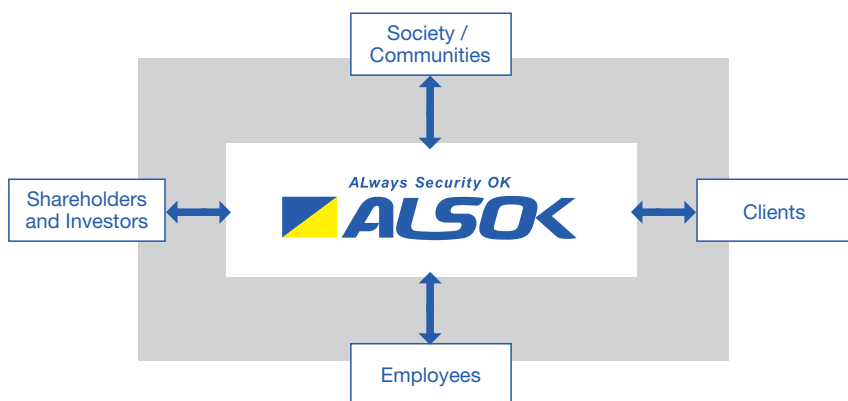 Society /
Communities
Shareholders
and Investors
ALways Security OK
ALSOK
Clients
Employees